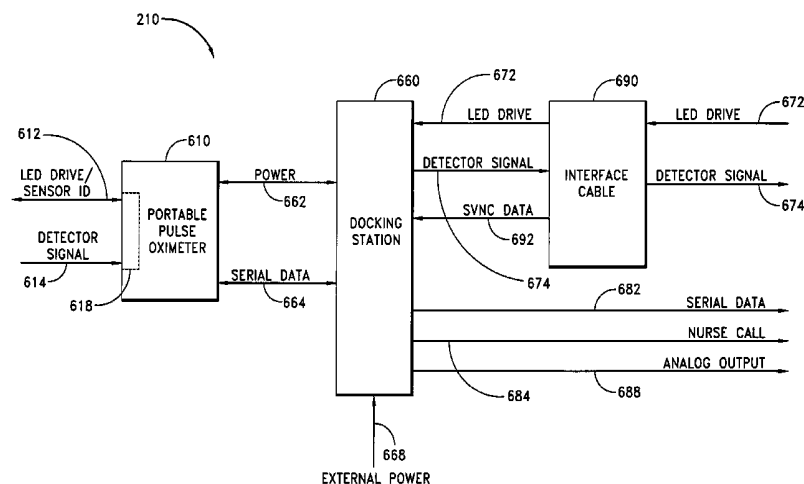 210
660
672
690
672
612
610
LED DRIVE
LED DRIVE
LED DRIVE/
SENSOR ID
POWER
DETECTOR SIGNAL
DETECTOR SIGNAL
PORTABLE
PULSE
OXIMETER
662
DOCKING
STATION
INTERFACE
CABLE
674
DETECTOR
SIGNAL
SVNC DATA
692
614
618
SERIAL DATA
664
674
682
SERIAL DATA
NURSE CALL
ANALOG OUTPUT
684
688
668
EXTERNAL POWER